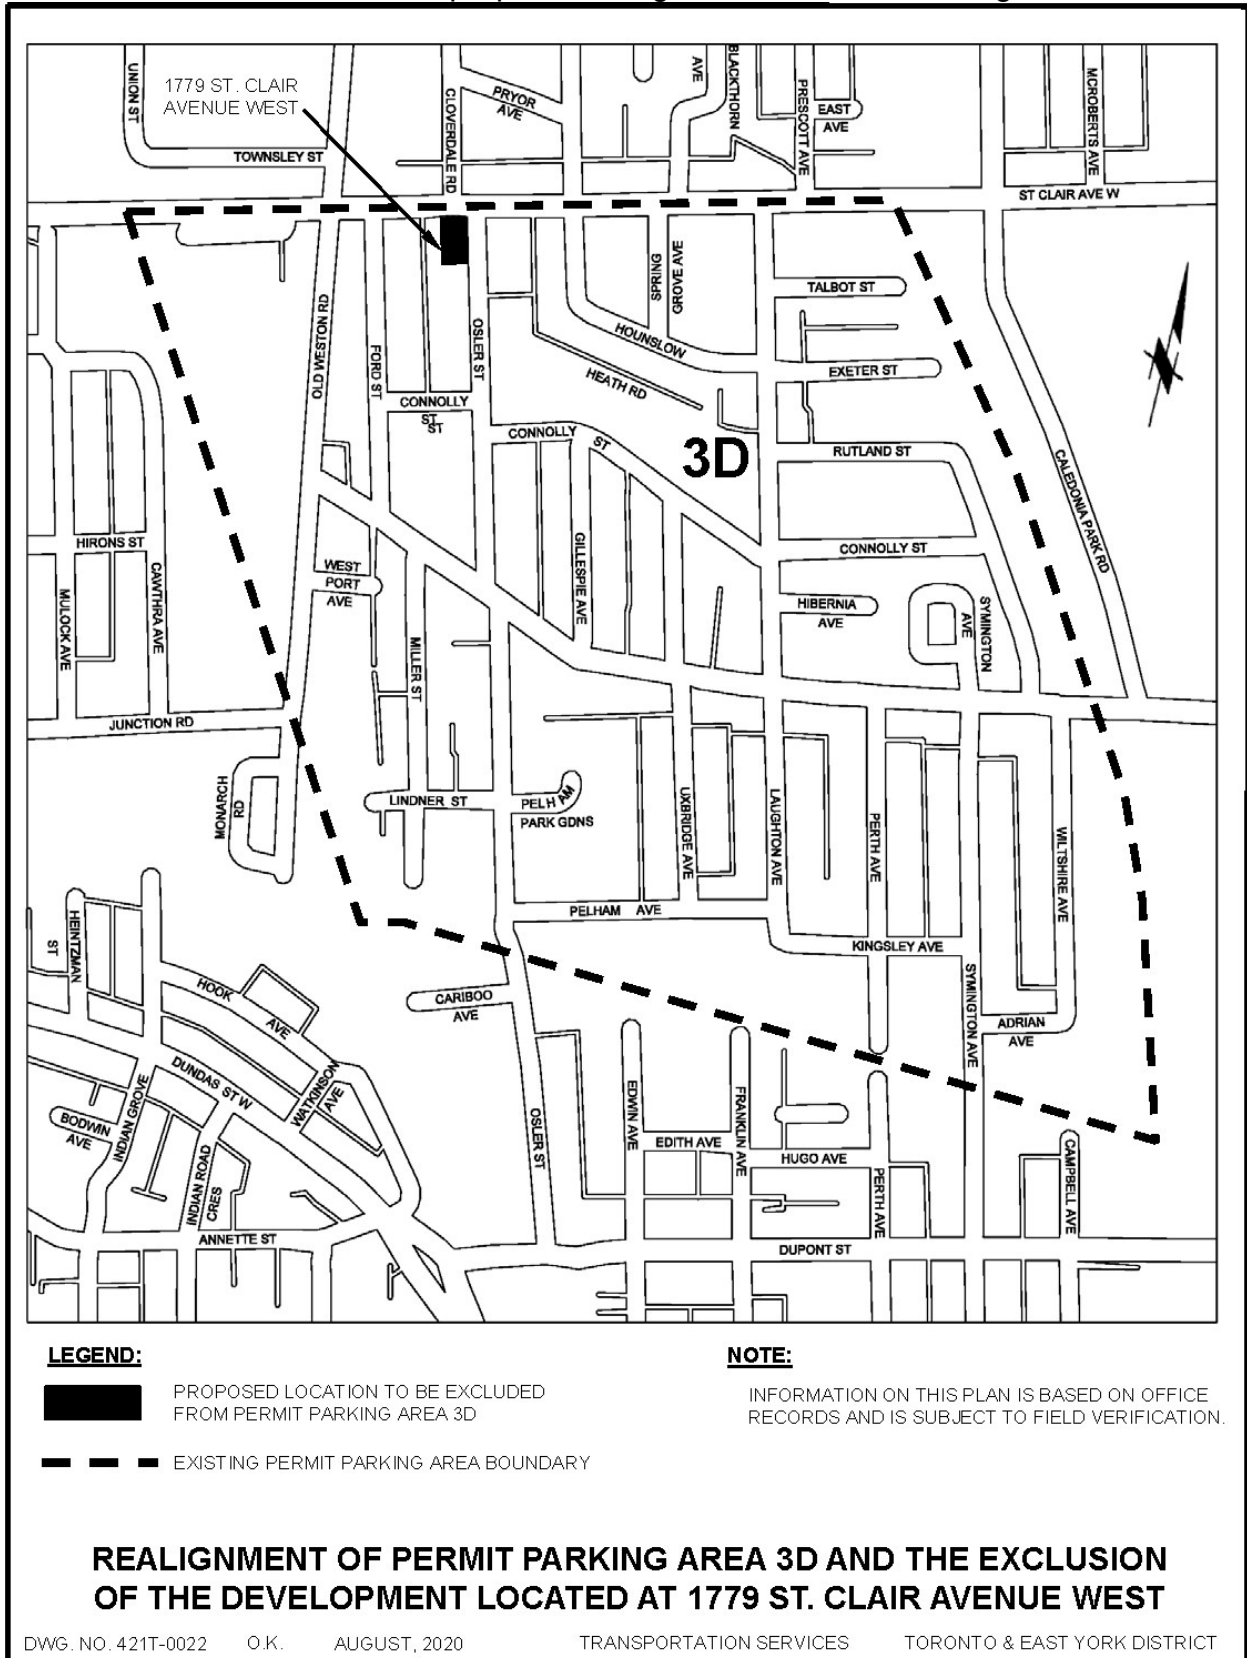 1779 ST. CLAIR
AVENUE WEST
UNION ST
TOWNSLEY ST
CLOVERDALE RD
PRYOR
AVE
AVE
BLACKTHORN
PRESCOTT AVE
EAST
AVE
MCROBERTS AVE
ST CLAIR AVE W
OLD WESTON RD
FORD ST
OSLER ST
SPRING
GROVE AVE
TALBOT ST
HOUNSLOW
HEATH RD
EXETER ST
CONNOLLY
ST
ST
CONNOLLY
ST
3D
RUTLAND ST
CALEDONIA PARK RD
HIRONS ST
MULOCK AVE
CAWTHRA AVE
WEST
PORT
AVE
GILLESPIE AVE
CONNOLLY ST
HIBERNIA
AVE
SYMINGTON
AVE
MILLER ST
JUNCTION RD
MONARCH
RD
LINDNER ST
PELHAM
PARK GDNS
UXBRIDGE AVE
LAUGHTON AVE
PERTH AVE
WILTSHIRE AVE
PELHAM AVE
KINGSLEY AVE
HEINTZMAN
ST
HOOK
AVE
CARIBOO
AVE
SYMINGTON AVE
ADRIAN
AVE
DUNDAS ST W
WATKINSON
AVE
INDIAN GROVE
BODWIN
AVE
INDIAN ROAD
CRES
OSLER ST
EDWIN AVE
FRANKLIN AVE
EDITH AVE
HUGO AVE
PERTH AVE
CAMPBELL AVE
ANNETTE ST
DUPONT ST
LEGEND:
PROPOSED LOCATION TO BE EXCLUDED
FROM PERMIT PARKING AREA 3D
EXISTING PERMIT PARKING AREA BOUNDARY
NOTE:
INFORMATION ON THIS PLAN IS BASED ON OFFICE
RECORDS AND IS SUBJECT TO FIELD VERIFICATION.
REALIGNMENT OF PERMIT PARKING AREA 3D AND THE EXCLUSION
OF THE DEVELOPMENT LOCATED AT 1779 ST. CLAIR AVENUE WEST
DWG. NO. 421T-0022 O.K. AUGUST, 2020 TRANSPORTATION SERVICES TORONTO & EAST YORK DISTRICT